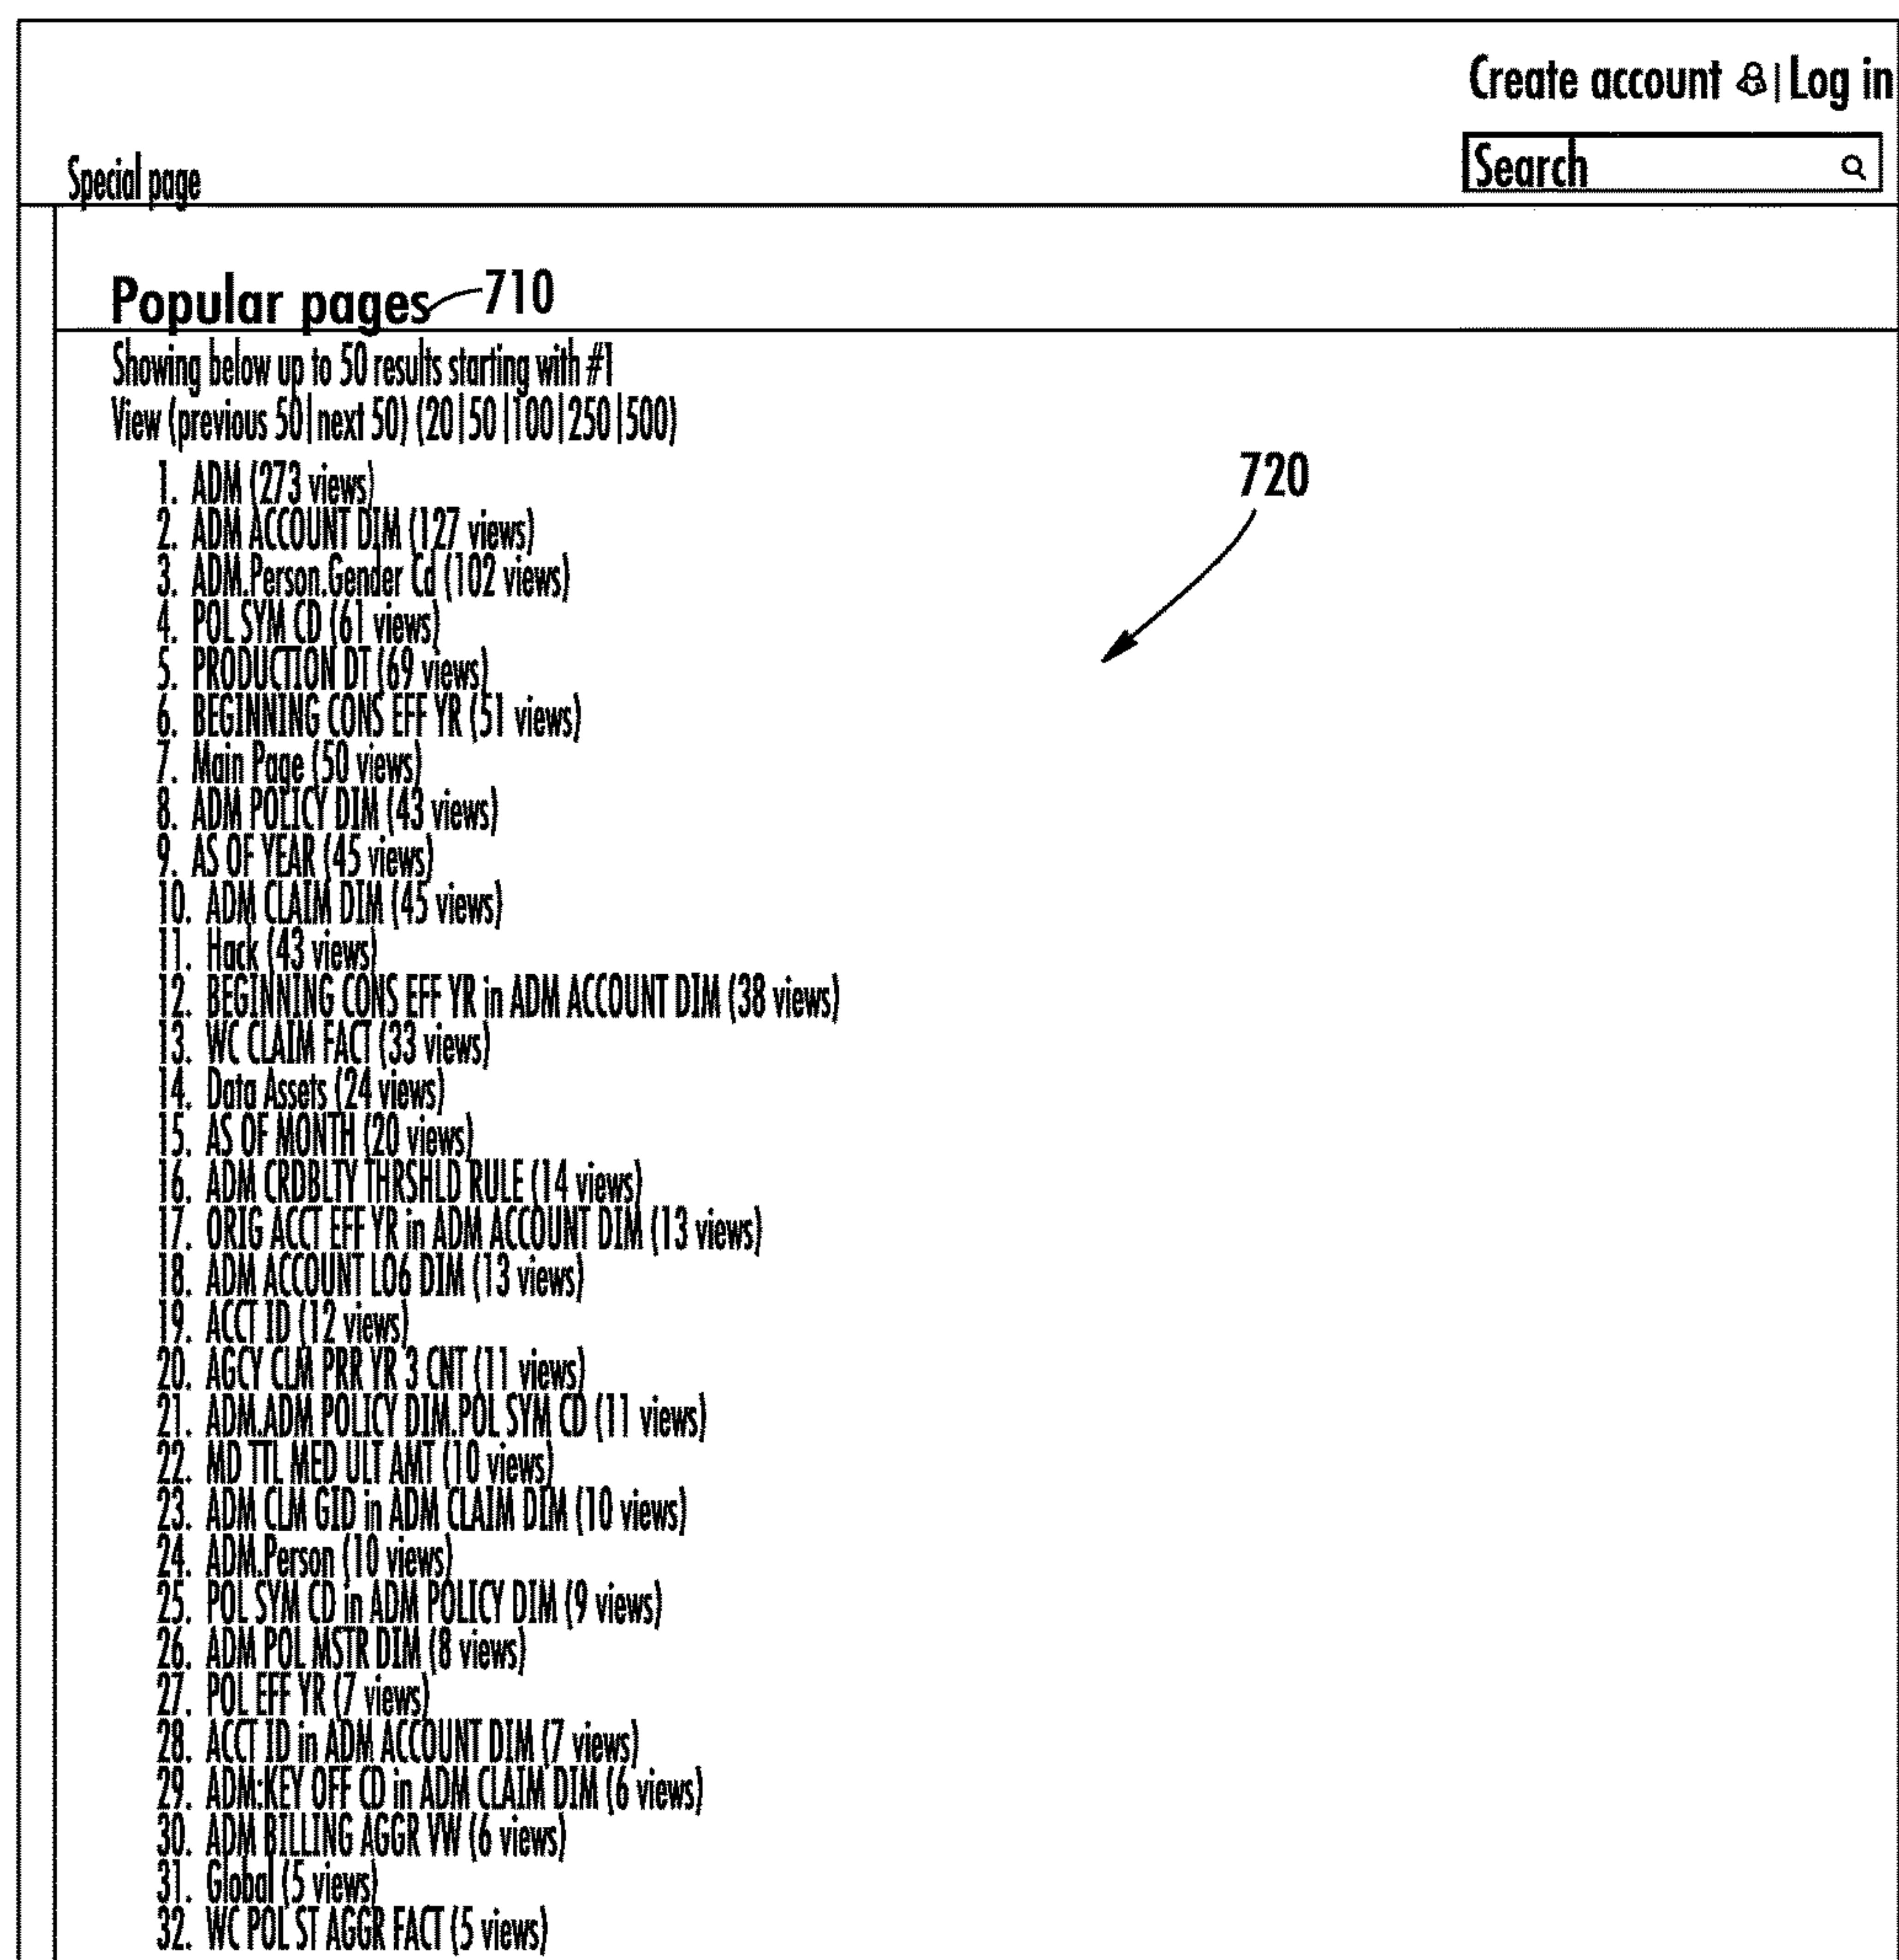 Create account | Log in
Special page
Search
Popular pages 710
Showing below up to 50 results starting with #1
View (previous 50|next 50) (20|50|100|250|500)
720
1. ADM (273 views)
2. ADM ACCOUNT DIM (127 views)
3. ADM.Person.Gender Cd (102 views)
4. POL SYM CD (61 views)
5. PRODUCTION DT (69 views)
6. BEGINNING CONS EFF YR (51 views)
7. Main Page (50 views)
8. ADM POLICY DIM (43 views)
9. AS OF YEAR (45 views)
10. ADM CLAIM DIM (45 views)
11. Hack (43 views)
12. BEGINNING CONS EFF YR in ADM ACCOUNT DIM (38 views)
13. WC CLAIM FACT (33 views)
14. Data Assets (24 views)
15. AS OF MONTH (20 views)
16. ADM CRDBLTY THRSHLD RULE (14 views)
17. ORIG ACCT EFF YR in ADM ACCOUNT DIM (13 views)
18. ADM ACCOUNT LO6 DIM (13 views)
19. ACCT ID (12 views)
20. AGCY CLM PRR YR 3 CNT (11 views)
21. ADM.ADM POLICY DIM.POL SYM CD (11 views)
22. MD TTL MED ULT AMT (10 views)
23. ADM CLM GID in ADM CLAIM DIM (10 views)
24. ADM.Person (10 views)
25. POL SYM CD in ADM POLICY DIM (9 views)
26. ADM POL MSTR DIM (8 views)
27. POL EFF YR (7 views)
28. ACCT ID in ADM ACCOUNT DIM (7 views)
29. ADM:KEY OFF CD in ADM CLAIM DIM (6 views)
30. ADM BILLING AGGR VW (6 views)
31. Global (5 views)
32. WC POL ST AGGR FACT (5 views)